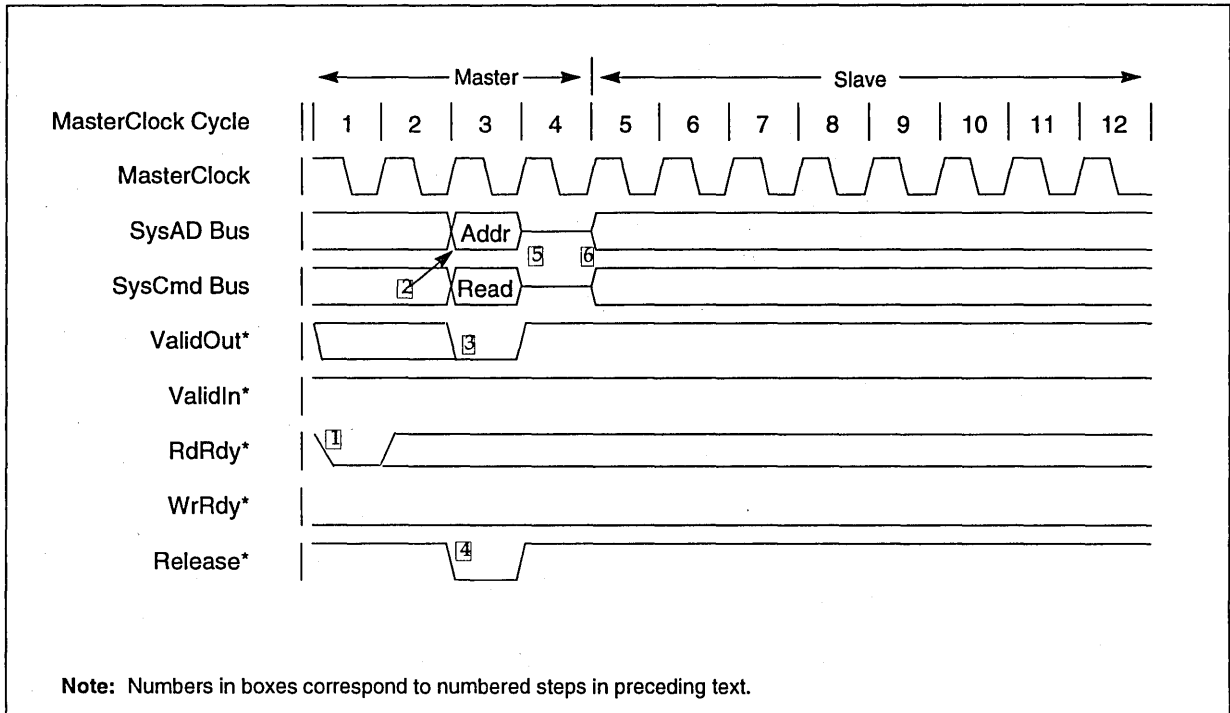 Master Slave
MasterClock Cycle 1 2 3 4 5 6 7 8 9 10 11 12
MasterClock
SysAD Bus Addr
5 6
SysCmd Bus 2 Read
ValidOut* 3
ValidIn*
RdRdy* 1
WrRdy*
Release* 4
Note: Numbers in boxes correspond to numbered steps in preceding text.